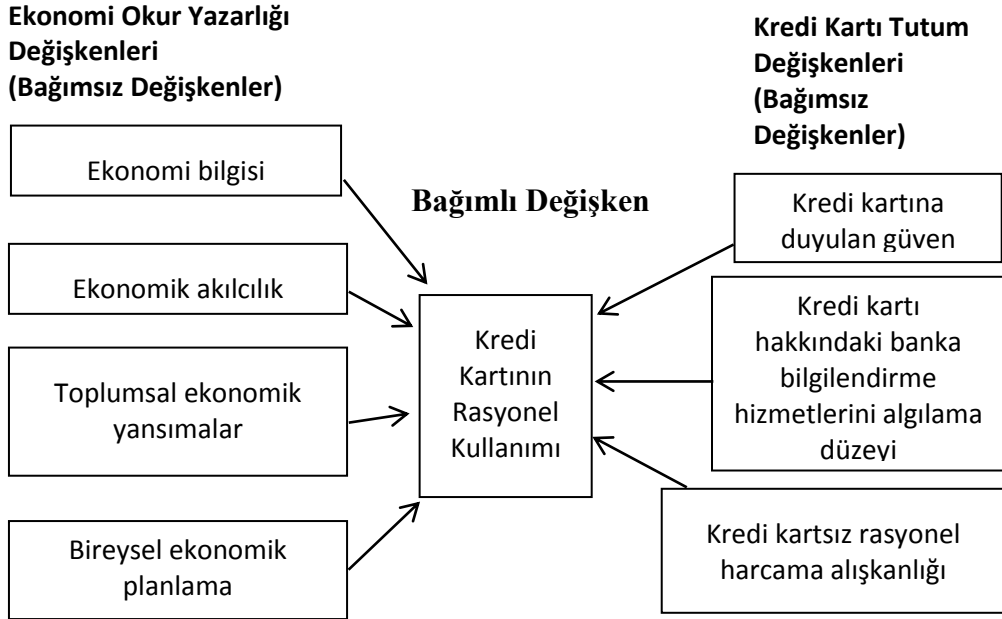 Ekonomi Okur Yazarlığı
Değişkenleri
(Bağımsız Değişkenler)
Ekonomi bilgisi
Ekonomik akılcılık
Toplumsal ekonomik
yansımalar
Bireysel ekonomik
planlama
Bağımlı Değişken
Kredi
Kartının
Rasyonel
Kullanımı
Kredi Kartı Tutum
Değişkenleri
(Bağımsız
Değişkenler)
Kredi kartına
duyulan güven
Kredi kartı
hakkındaki banka
bilgilendirme
hizmetlerini algılama
düzeyi
Kredi kartsız rasyonel
harcama alışkanlığı